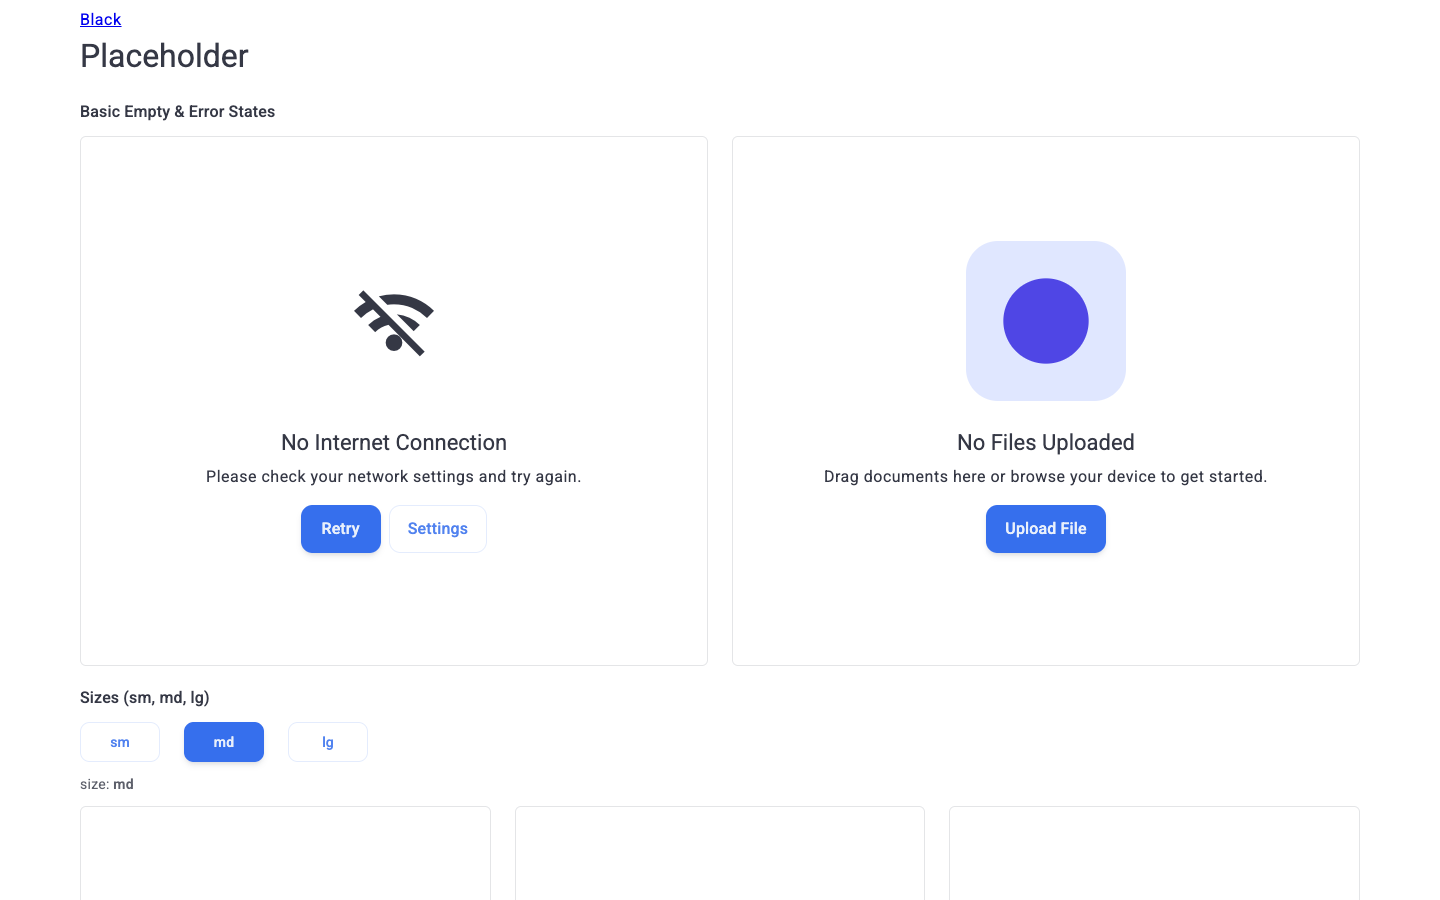 Black
Placeholder
Basic Empty & Error States
No Internet Connection
Please check your network settings and try again.
Retry
Settings
No Files Uploaded
Drag documents here or browse your device to get started.
Upload File
Sizes (sm, md, lg)
sm
md
lg
size: md